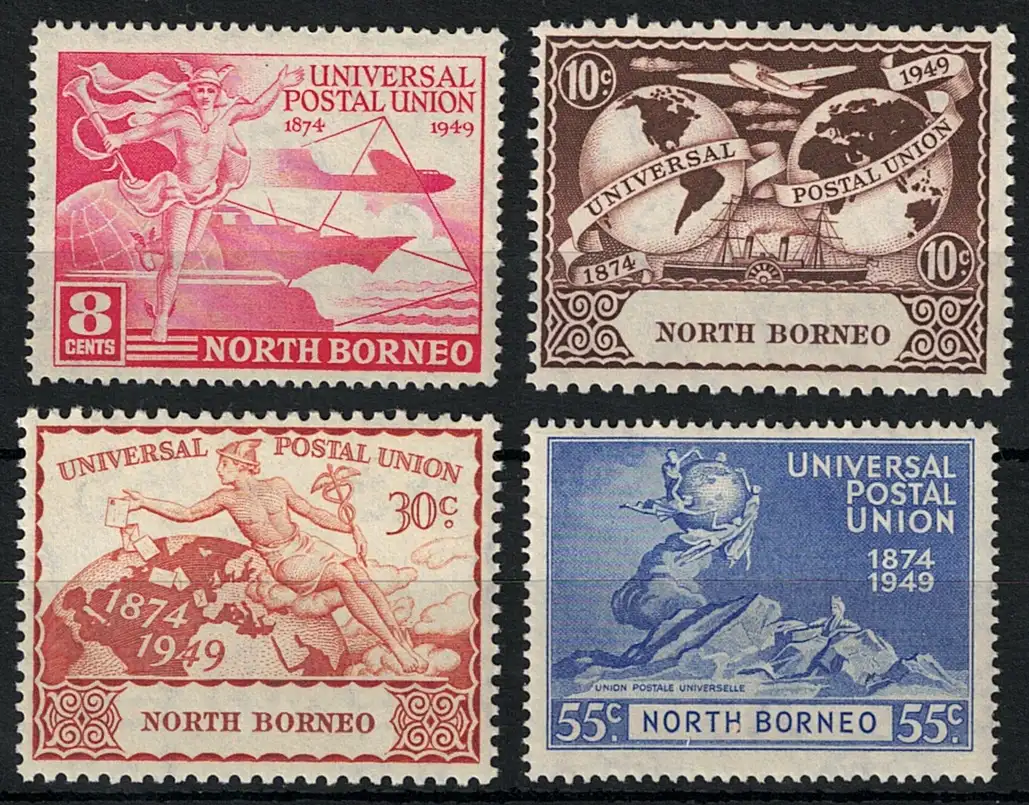 UNIVERSAL
POSTAL UNION
1874 1949
8
CENTS
NORTH BORNEO
10c
1949
UNIVERSAL
POSTAL UNION
1874
10c
NORTH BORNEO
UNIVERSAL POSTAL UNION
30c.
1874
1949
NORTH BORNEO
UNIVERSAL
POSTAL
UNION
1874
1949
UNION POSTALE UNIVERSELLE
55c. NORTH BORNEO 55c.